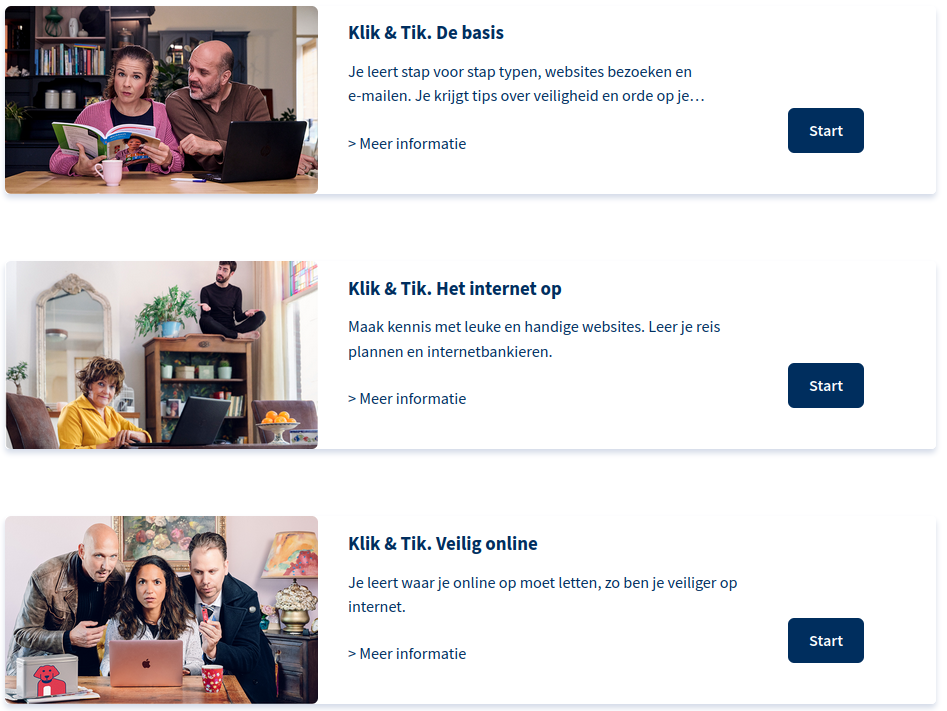 Klik & Tik. De basis
Je leert stap voor stap typen, websites bezoeken en
e-mailen. Je krijgt tips over veiligheid en orde op je…
> Meer informatie
Start
Klik & Tik. Het internet op
Maak kennis met leuke en handige websites. Leer je reis
plannen en internetbankieren.
> Meer informatie
Start
Klik & Tik. Veilig online
Je leert waar je online op moet letten, zo ben je veiliger op
internet.
> Meer informatie
Start